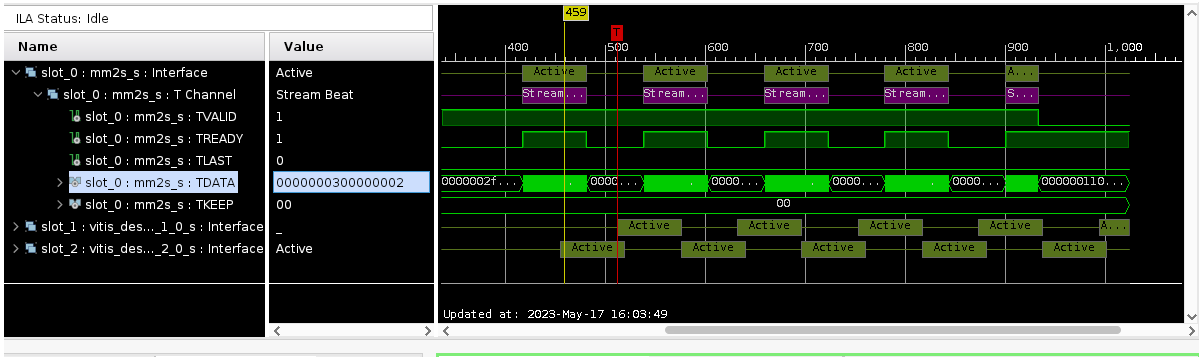 ILA Status: Idle
Name
Value
459
T
400 500 600 700 800 900 1,000
slot_0 : mm2s_s : Interface
Active
Active Active Active Active A...
slot_0 : mm2s_s : T Channel
Stream Beat
Stream... Stream... Stream... Stream... S...
slot_0 : mm2s_s : TVALID
1
slot_0 : mm2s_s : TREADY
1
slot_0 : mm2s_s : TLAST
0
slot_0 : mm2s_s : TDATA
0000000300000002
0000002f... . 0000... . 0000... . 0000... . 0000... 000000110...
slot_0 : mm2s_s : TKEEP
00
00
slot_1 : vitis_des..._1_0_s : Interface
_
Active Active Active Active A...
slot_2 : vitis_des..._2_0_s : Interface
Active
Active Active Active Active Active
Updated at: 2023-May-17 16:03:49